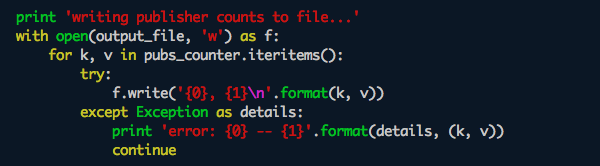 print 'writing publisher counts to file...'
with open(output_file, 'w') as f:
    for k, v in pubs_counter.iteritems():
        try:
            f.write('{0}, {1}\n'.format(k, v))
        except Exception as details:
            print 'error: {0} -- {1}'.format(details, (k, v))
            continue